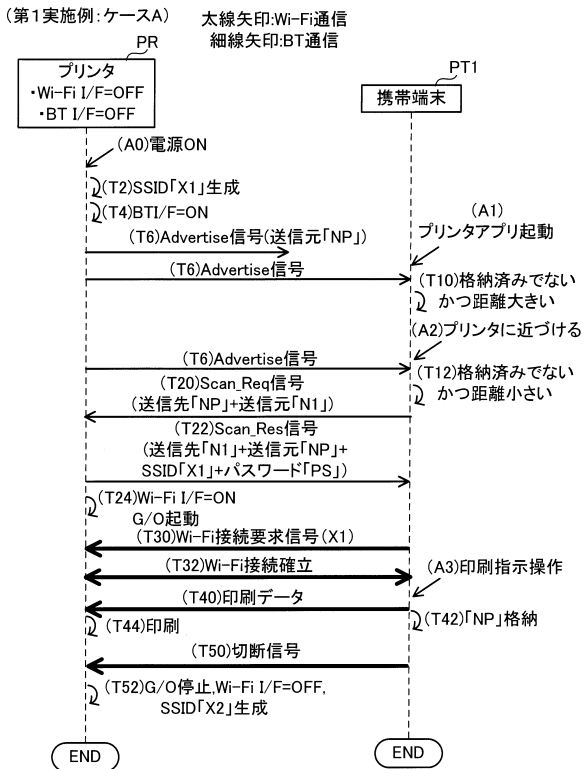 (第1実施例:ケースA)
太線矢印:Wi-Fi通信
細線矢印:BT通信
PR
プリンタ
・Wi-Fi I/F=OFF
・BT I/F=OFF
PT1
携帯端末
(A0)電源ON
(T2)SSID「X1」生成
(T4)BTI/F=ON
(T6)Advertise信号(送信元「NP」)
(A1)
プリンタアプリ起動
(T6)Advertise信号
(T10)格納済みでない
かつ距離大きい
(A2)プリンタに近づける
(T6)Advertise信号
(T12)格納済みでない
かつ距離小さい
(T20)Scan_Req信号
(送信先「NP」+送信元「N1」)
(T22)Scan_Res信号
(送信先「N1」+送信元「NP」+
SSID「X1」+パスワード「PS」)
(T24)Wi-Fi I/F=ON
G/O起動
(T30)Wi-Fi接続要求信号(X1)
(T32)Wi-Fi接続確立
(A3)印刷指示操作
(T40)印刷データ
(T44)印刷
(T42)「NP」格納
(T50)切断信号
(T52)G/O停止,Wi-Fi I/F=OFF,
SSID「X2」生成
END
END